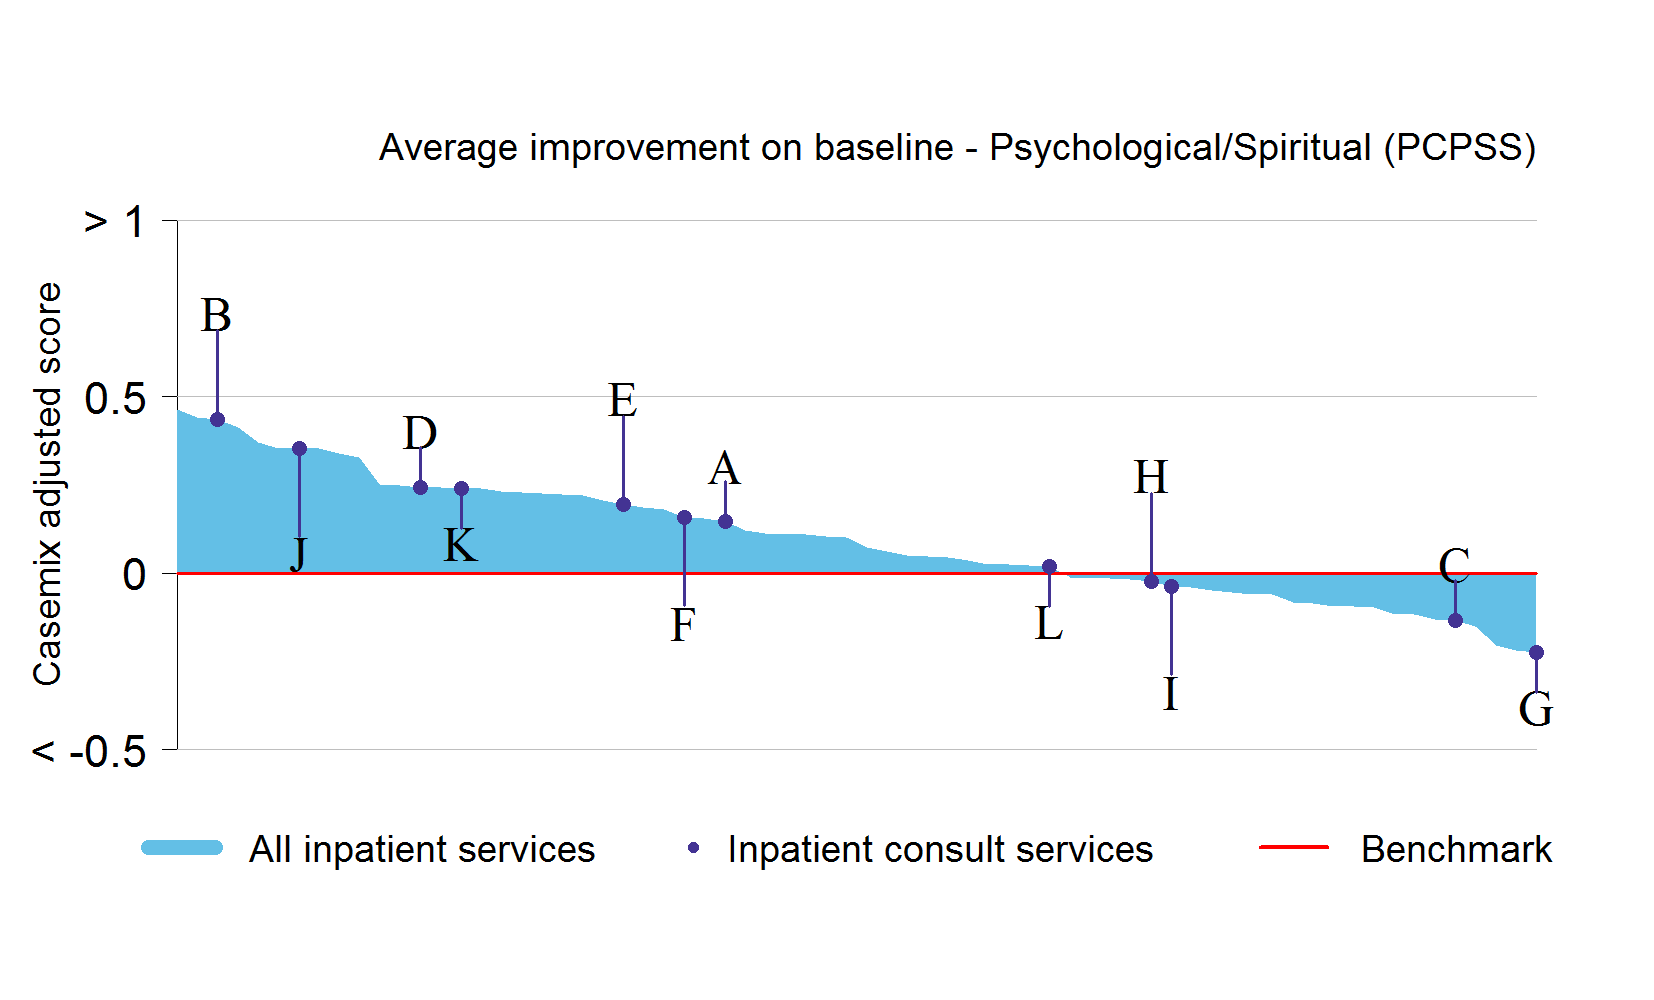 Average improvement on baseline - Psychological/Spiritual (PCPSS)
Casemix adjusted score
> 1
0.5
0
< -0.5
B
J
D
K
E
F
A
L
H
I
C
G
All inpatient services
Inpatient consult services
Benchmark